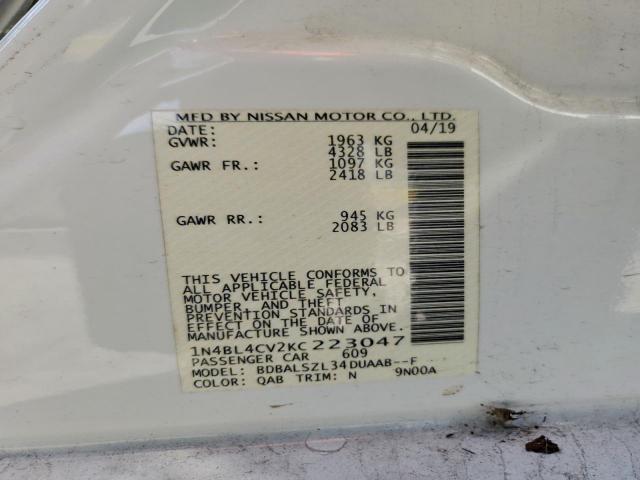 MFD BY NISSAN MOTOR CO., LTD.
DATE: 04/19
GVWR: 1963 KG
4328 LB
GAWR FR.: 1097 KG
2418 LB
GAWR RR.: 945 KG
2083 LB
THIS VEHICLE CONFORMS TO
ALL APPLICABLE FEDERAL
MOTOR VEHICLE SAFETY,
BUMPER, AND THEFT
PREVENTION STANDARDS IN
EFFECT ON THE DATE OF
MANUFACTURE SHOWN ABOVE.
1N4BL4CV2KC223047
PASSENGER CAR 609
MODEL: BDBALSZL34DUAAB--F
COLOR: QAB TRIM: N 9N00A